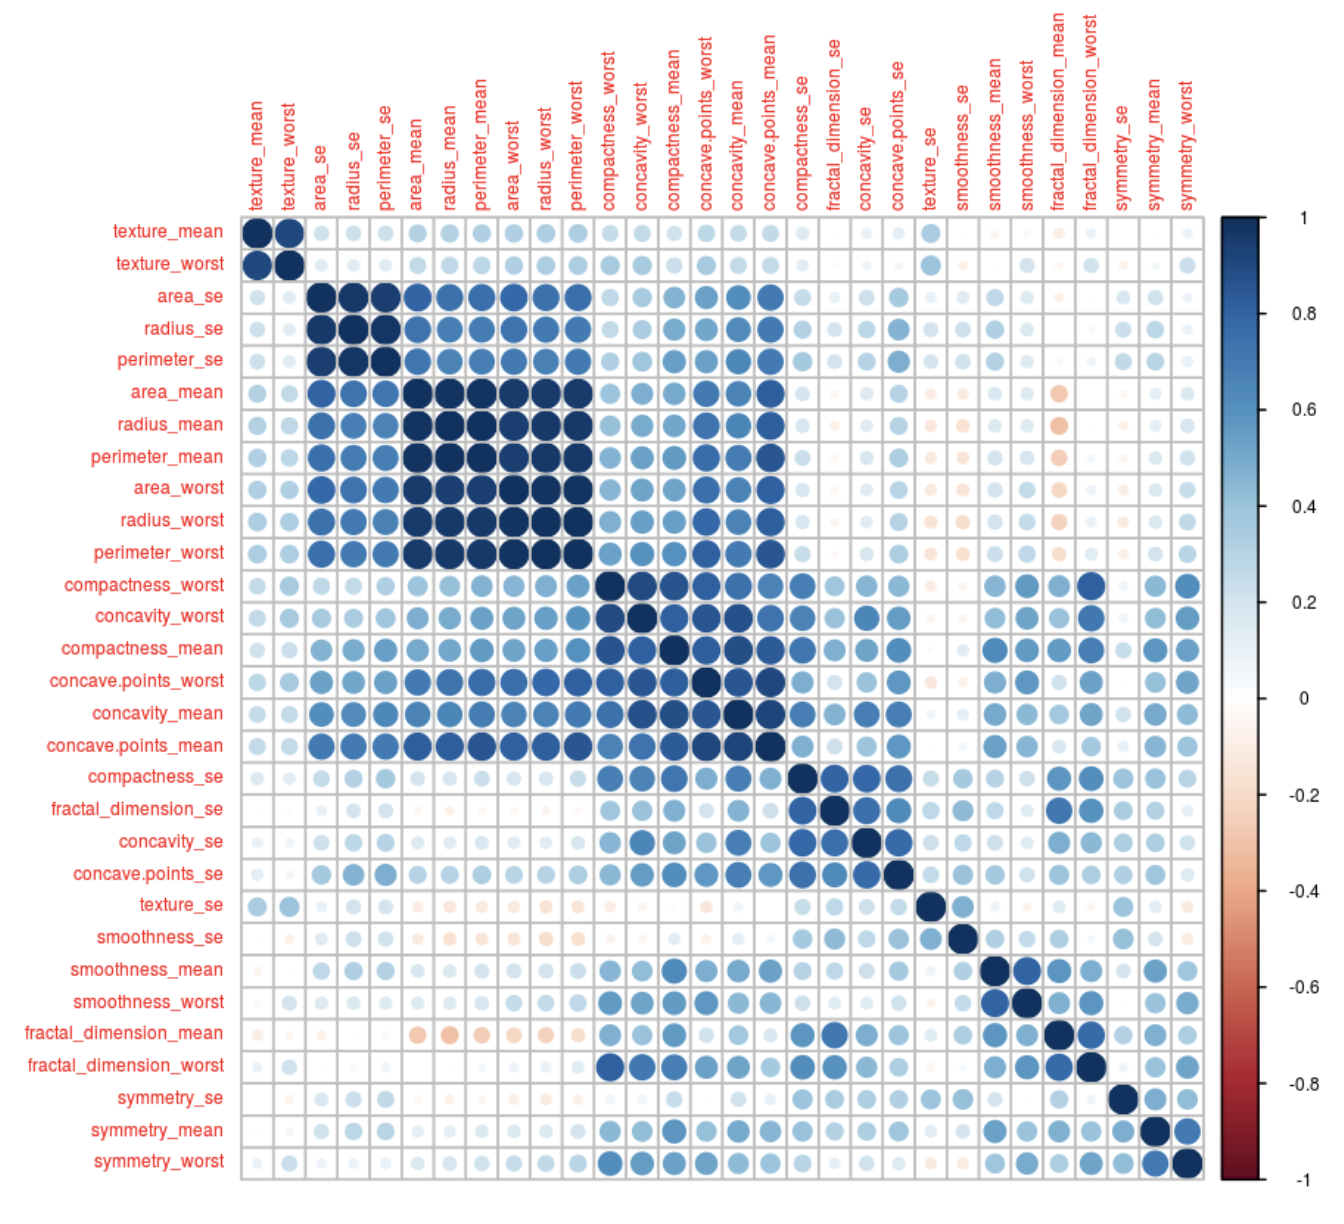 texture_mean
texture_worst
area_se
radius_se
perimeter_se
area_mean
radius_mean
perimeter_mean
area_worst
radius_worst
perimeter_worst
compactness_worst
concavity_worst
compactness_mean
concave.points_worst
concavity_mean
concave.points_mean
compactness_se
fractal_dimension_se
concavity_se
concave.points_se
texture_se
smoothness_se
smoothness_mean
smoothness_worst
fractal_dimension_mean
fractal_dimension_worst
symmetry_se
symmetry_mean
symmetry_worst
texture_mean
texture_worst
area_se
radius_se
perimeter_se
area_mean
radius_mean
perimeter_mean
area_worst
radius_worst
perimeter_worst
compactness_worst
concavity_worst
compactness_mean
concave.points_worst
concavity_mean
concave.points_mean
compactness_se
fractal_dimension_se
concavity_se
concave.points_se
texture_se
smoothness_se
smoothness_mean
smoothness_worst
fractal_dimension_mean
fractal_dimension_worst
symmetry_se
symmetry_mean
symmetry_worst
1
0.8
0.6
0.4
0.2
0
-0.2
-0.4
-0.6
-0.8
-1